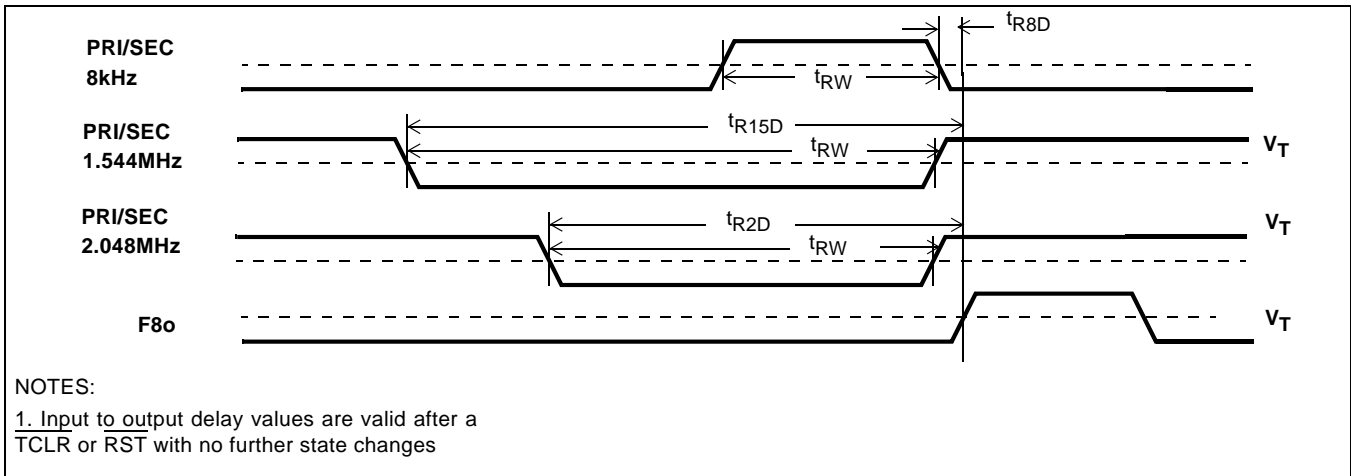 tR8D
PRI/SEC
8kHz
tRW
PRI/SEC
1.544MHz
tR15D
tRW
VT
PRI/SEC
2.048MHz
tR2D
tRW
VT
F8o
VT
NOTES:
1. Input to output delay values are valid after a
TCLR or RST with no further state changes